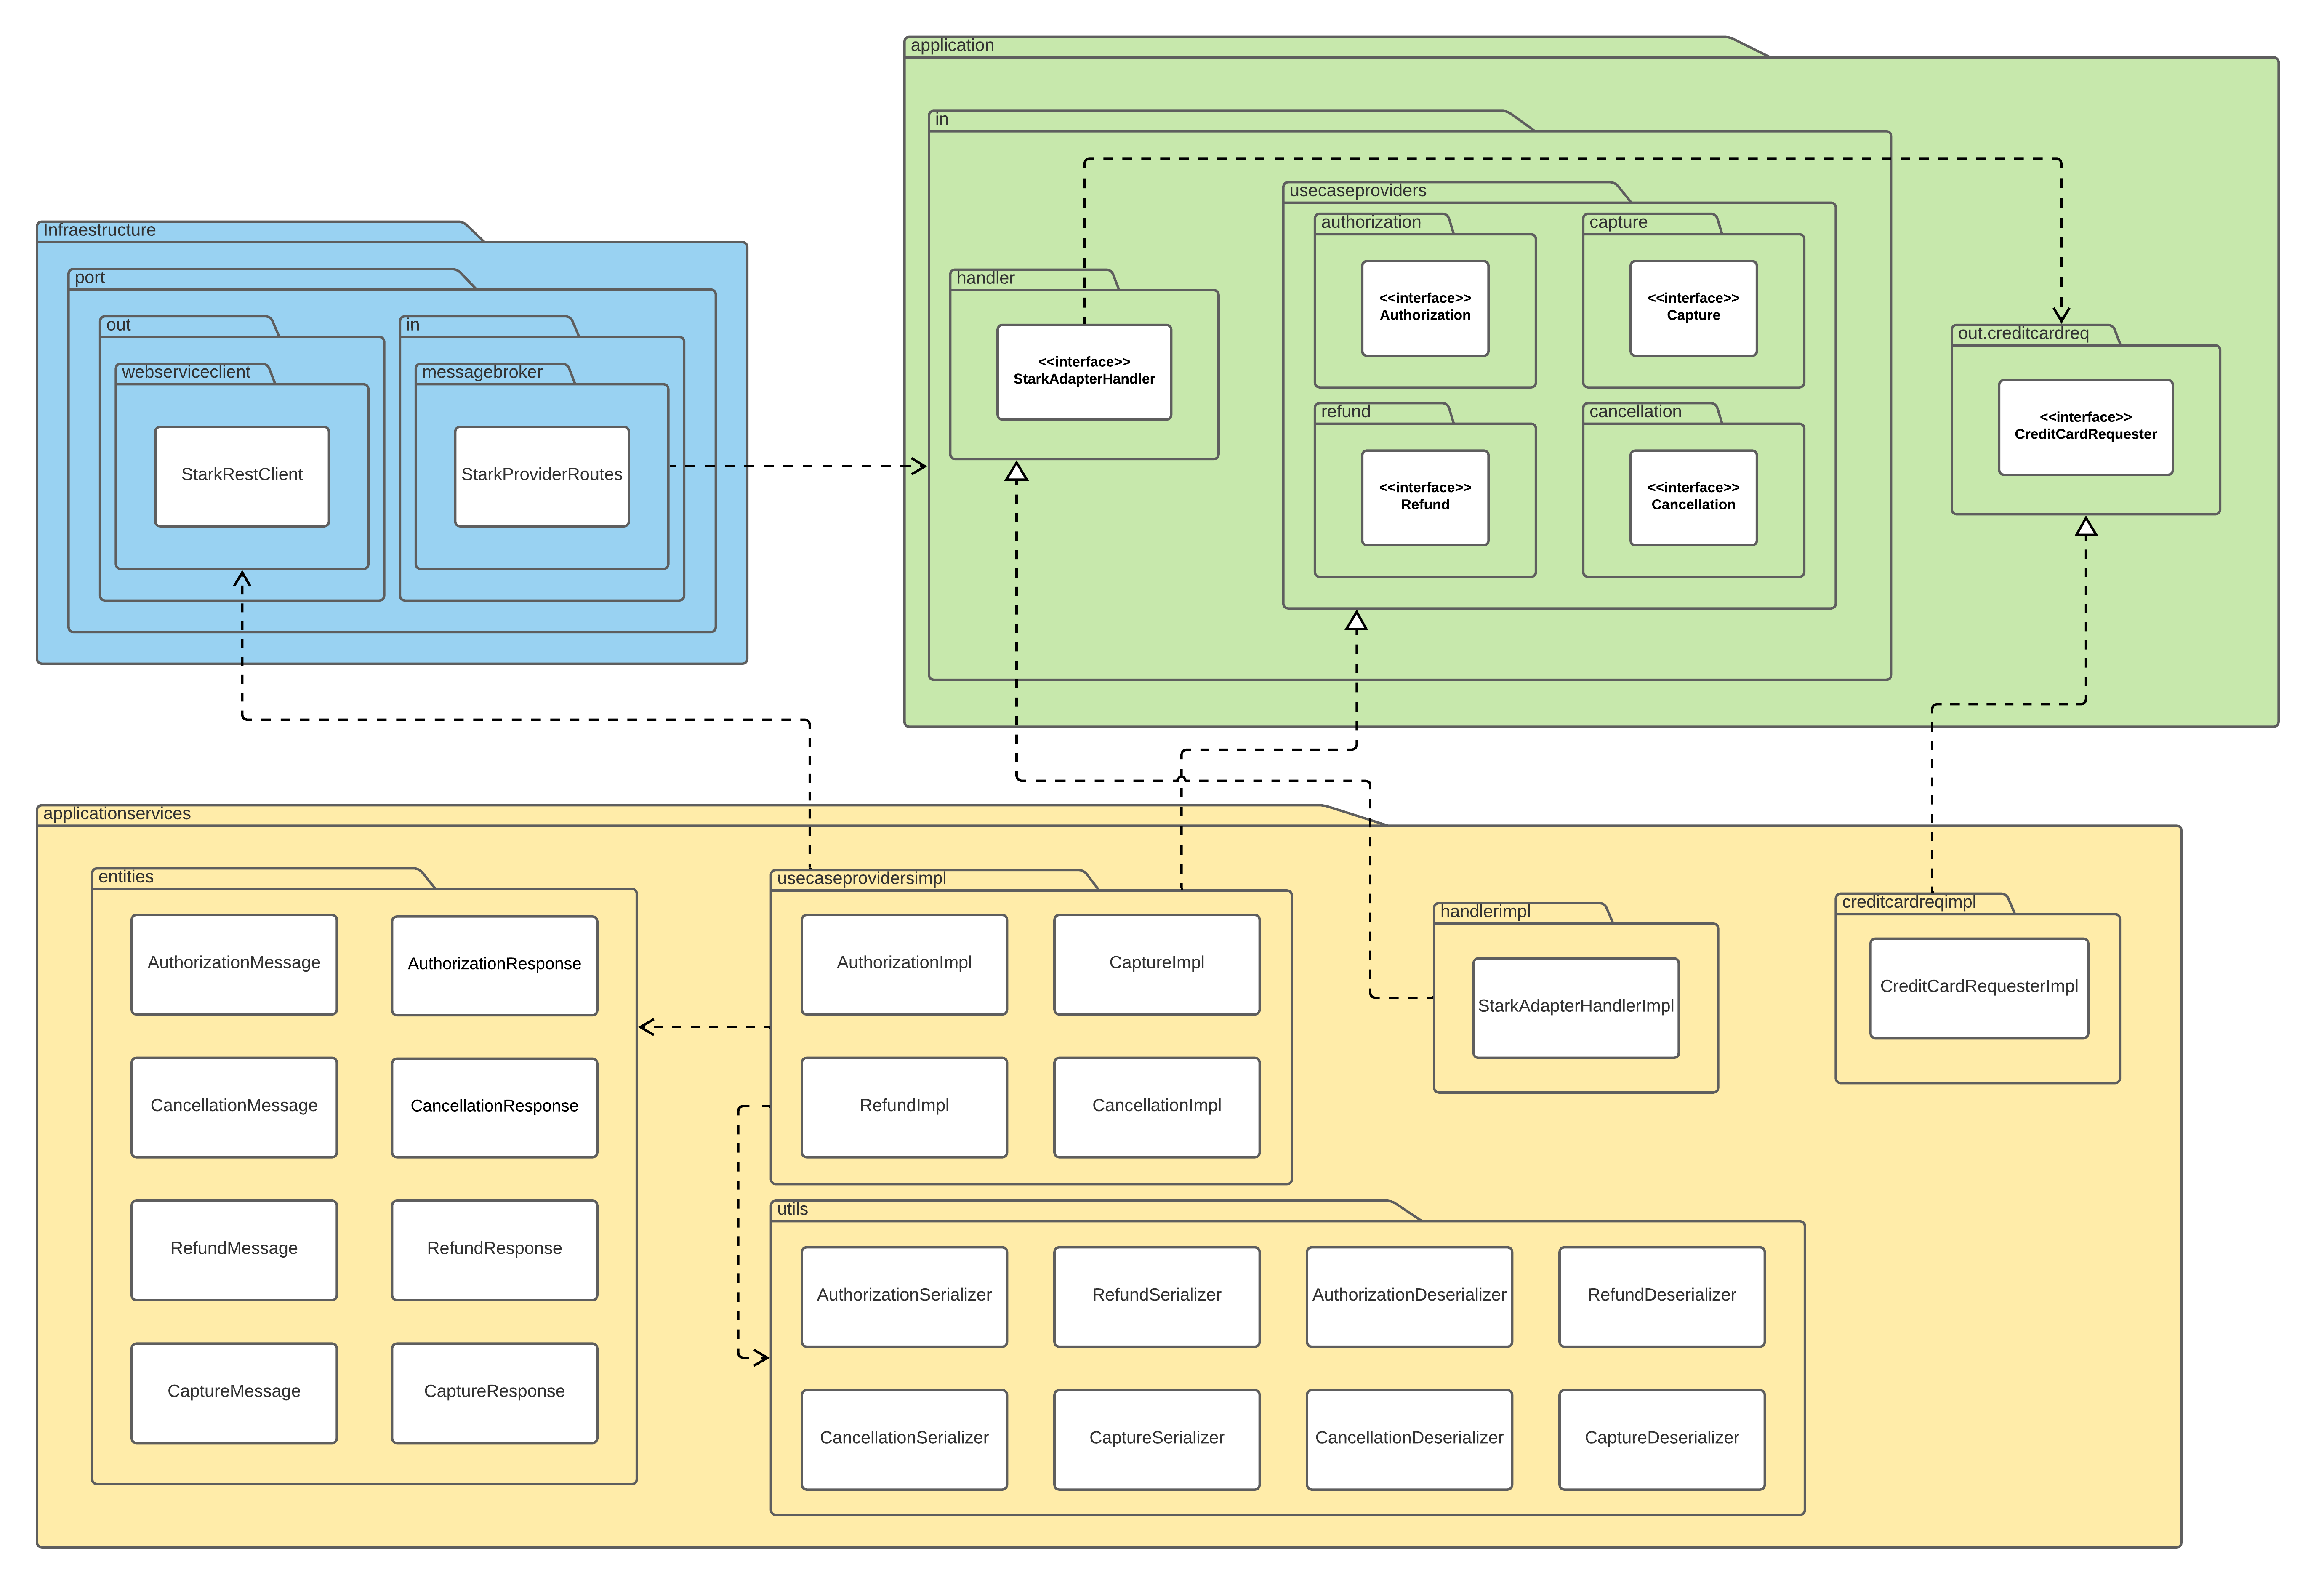 application
in
usecaseproviders
authorization
<<interface>>
Authorization
capture
<<interface>>
Capture
refund
<<interface>>
Refund
cancellation
<<interface>>
Cancellation
handler
<<interface>>
StarkAdapterHandler
out.creditcardreq
<<interface>>
CreditCardRequester
Infraestructure
port
out
webserviceclient
StarkRestClient
in
messagebroker
StarkProviderRoutes
applicationservices
entities
AuthorizationMessage
AuthorizationResponse
CancellationMessage
CancellationResponse
RefundMessage
RefundResponse
CaptureMessage
CaptureResponse
usecaseprovidersimpl
AuthorizationImpl
CaptureImpl
RefundImpl
CancellationImpl
handlerimpl
StarkAdapterHandlerImpl
creditcardreqimpl
CreditCardRequesterImpl
utils
AuthorizationSerializer
RefundSerializer
AuthorizationDeserializer
RefundDeserializer
CancellationSerializer
CaptureSerializer
CancellationDeserializer
CaptureDeserializer